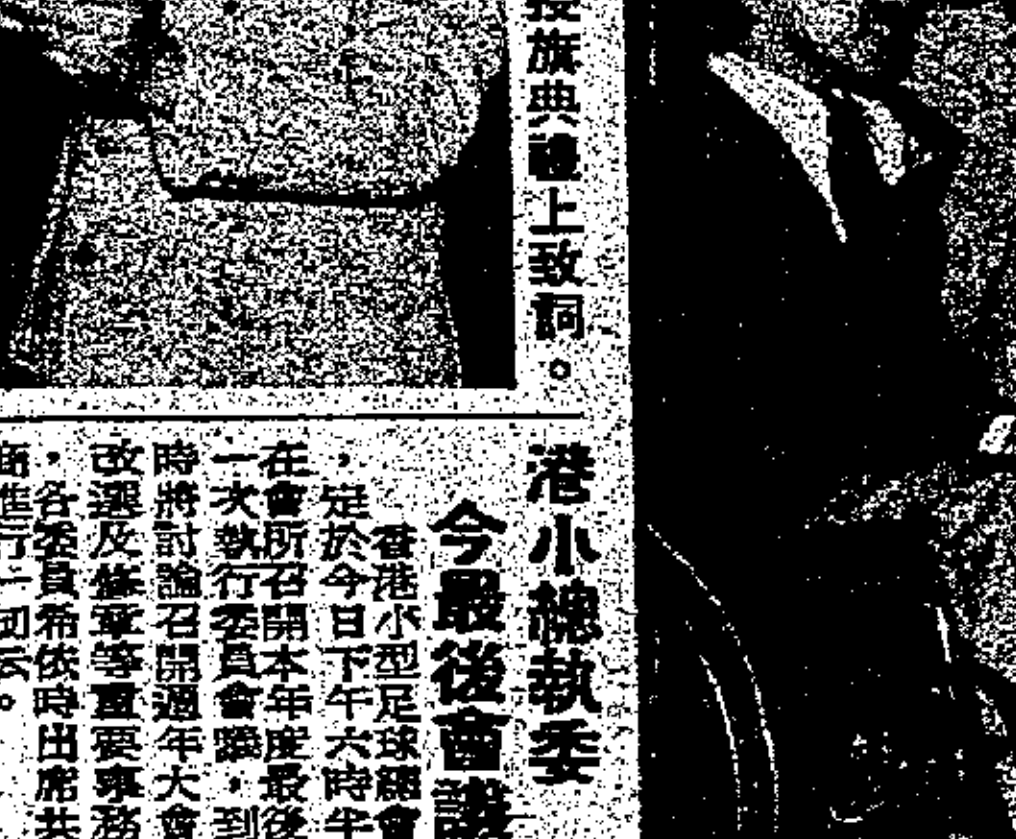 授旗典禮上致詞。
港小總執委
今最後會議
香港小型足球總會
，定於今日下午六時半
在會所召開本年度最後
一次執行委員會議，到
時將討論召開週年大會
改選及修章等重要事務
，各委員希依時出席共
商進行一切云。